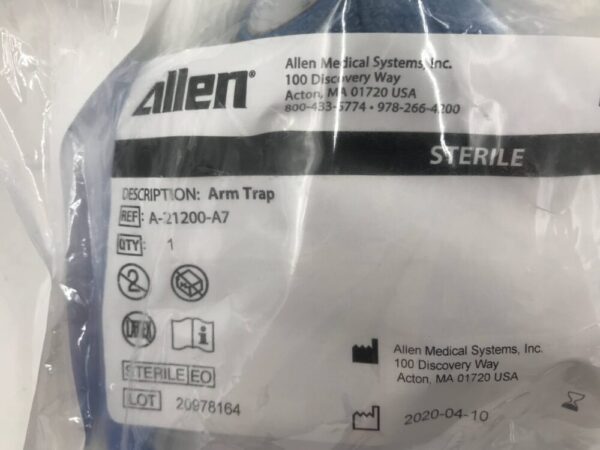 Allen®
Allen Medical Systems, Inc.
100 Discovery Way
Acton, MA 01720 USA
800-433-5774 • 978-266-4200
STERILE
DESCRIPTION: Arm Trap
REF: A-21200-A7
QTY: 1
2
LATEX
i
STERILE EO
LOT 20978164
Allen Medical Systems, Inc.
100 Discovery Way
Acton, MA 01720 USA
2020-04-10